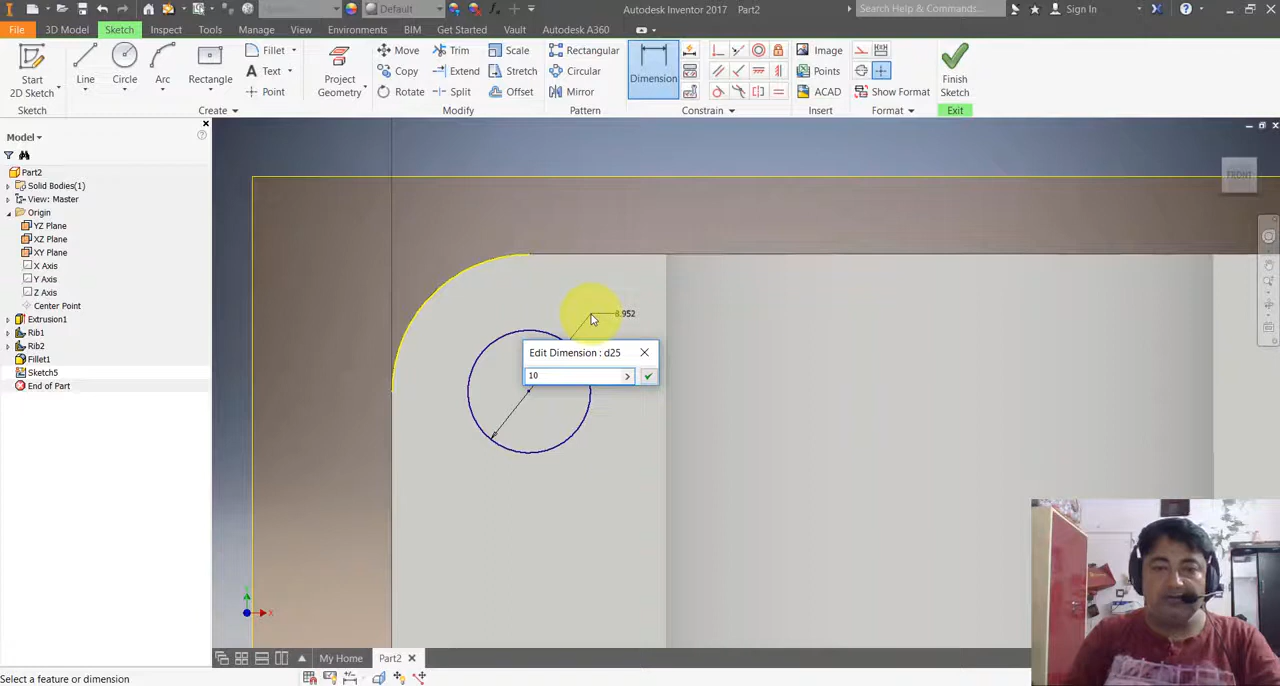 Default
Autodesk Inventor 2017 Part2
Search Help & Commands...
Sign In
File
3D Model
Sketch
Inspect
Tools
Manage
View
Environments
BIM
Get Started
Vault
Autodesk A360
Start
2D Sketch
Line
Circle
Arc
Rectangle
Fillet
Text
Point
Project
Geometry
Move
Copy
Rotate
Trim
Extend
Split
Scale
Stretch
Offset
Rectangular
Circular
Mirror
Dimension
Image
Points
ACAD
Show Format
Finish
Sketch
Sketch
Create
Modify
Pattern
Constrain
Insert
Format
Exit
Model
Part2
Solid Bodies(1)
View: Master
Origin
YZ Plane
XZ Plane
XY Plane
X Axis
Y Axis
Z Axis
Center Point
Extrusion1
Rib1
Rib2
Fillet1
Sketch5
End of Part
FRONT
8.952
Edit Dimension : d25
10
X
My Home
Part2
Select a feature or dimension